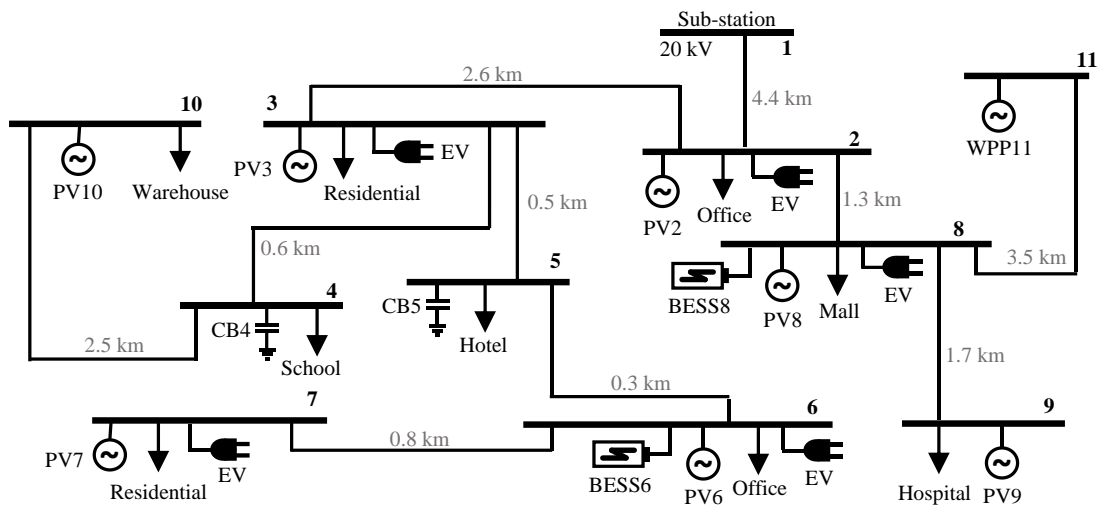 Sub-station
20 kV
1
11
2.6 km
4.4 km
10
3
2
WPP11
EV
PV3
Residential
PV10
Warehouse
PV2
Office
EV
0.5 km
1.3 km
0.6 km
8
3.5 km
5
4
CB5
BESS8
PV8
Mall
EV
CB4
Hotel
School
2.5 km
1.7 km
0.3 km
7
6
9
0.8 km
PV7
Residential
EV
BESS6
PV6
Office
EV
Hospital
PV9